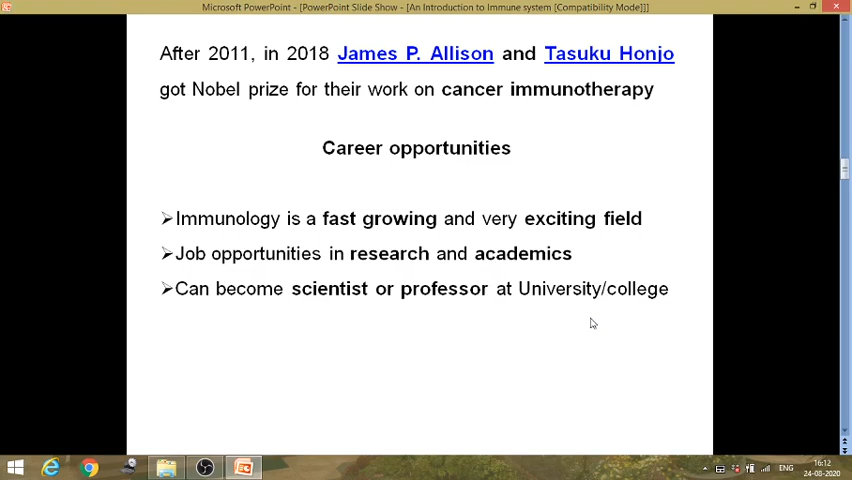 Microsoft PowerPoint - [PowerPoint Slide Show - [An Introduction to Immune system [Compatibility Mode]]]
After 2011, in 2018 James P. Allison and Tasuku Honjo
got Nobel prize for their work on cancer immunotherapy
Career opportunities
➢Immunology is a fast growing and very exciting field
➢Job opportunities in research and academics
➢Can become scientist or professor at University/college
ENG
16:12
24-08-2020